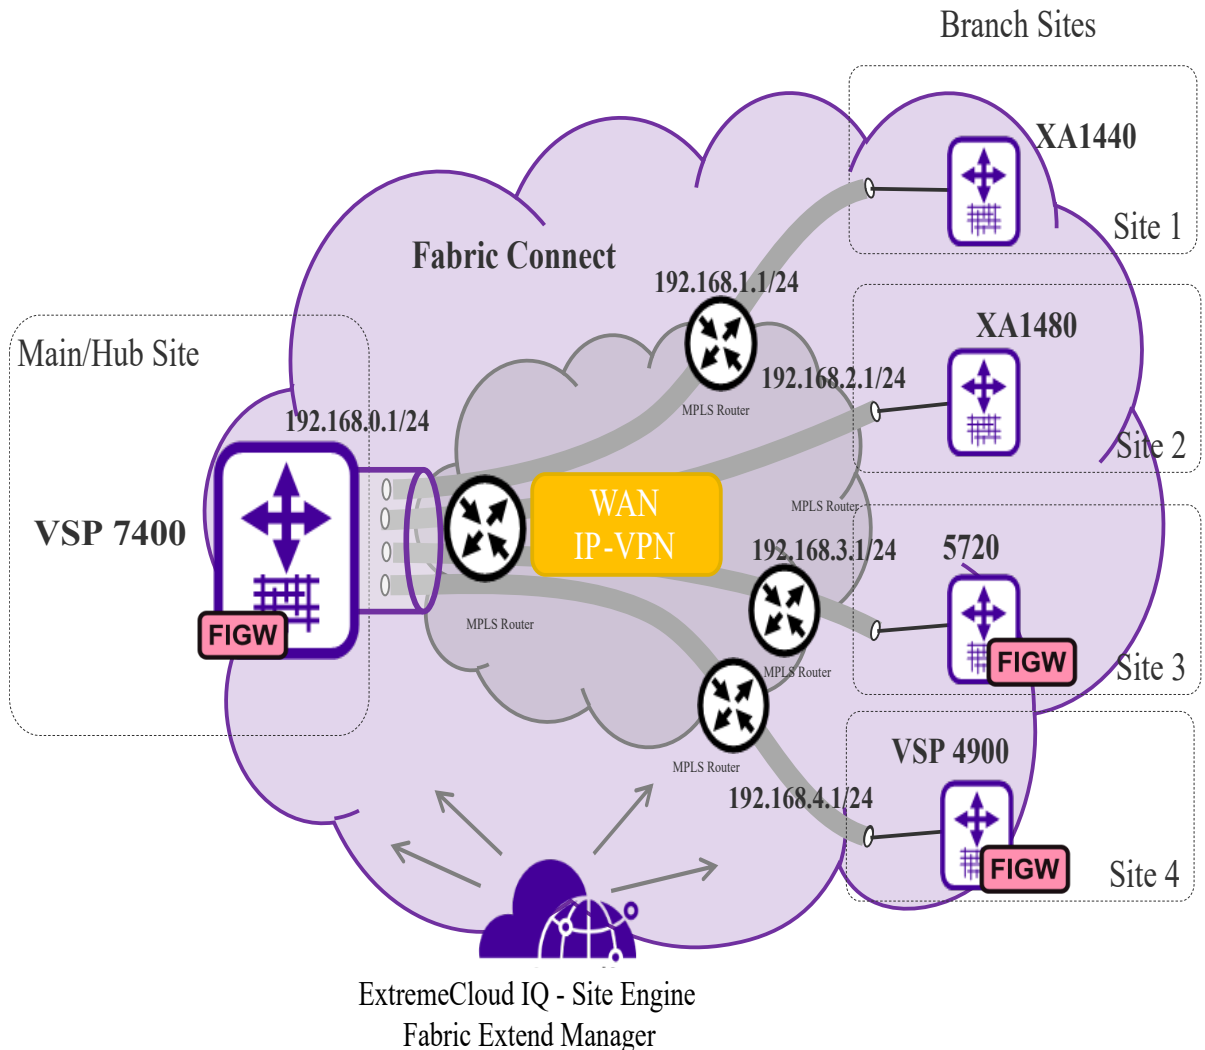 Branch Sites
XA1440
Site 1
Fabric Connect
192.168.1.1/24
XA1480
Main/Hub Site
192.168.2.1/24
MPLS Router
192.168.0.1/24
Site 2
WAN
IP-VPN
MPLS Router
VSP 7400
192.168.3.1/24
5720
FIGW
MPLS Router
FIGW
Site 3
MPLS Router
VSP 4900
MPLS Router
192.168.4.1/24
FIGW
Site 4
ExtremeCloud IQ - Site Engine
Fabric Extend Manager